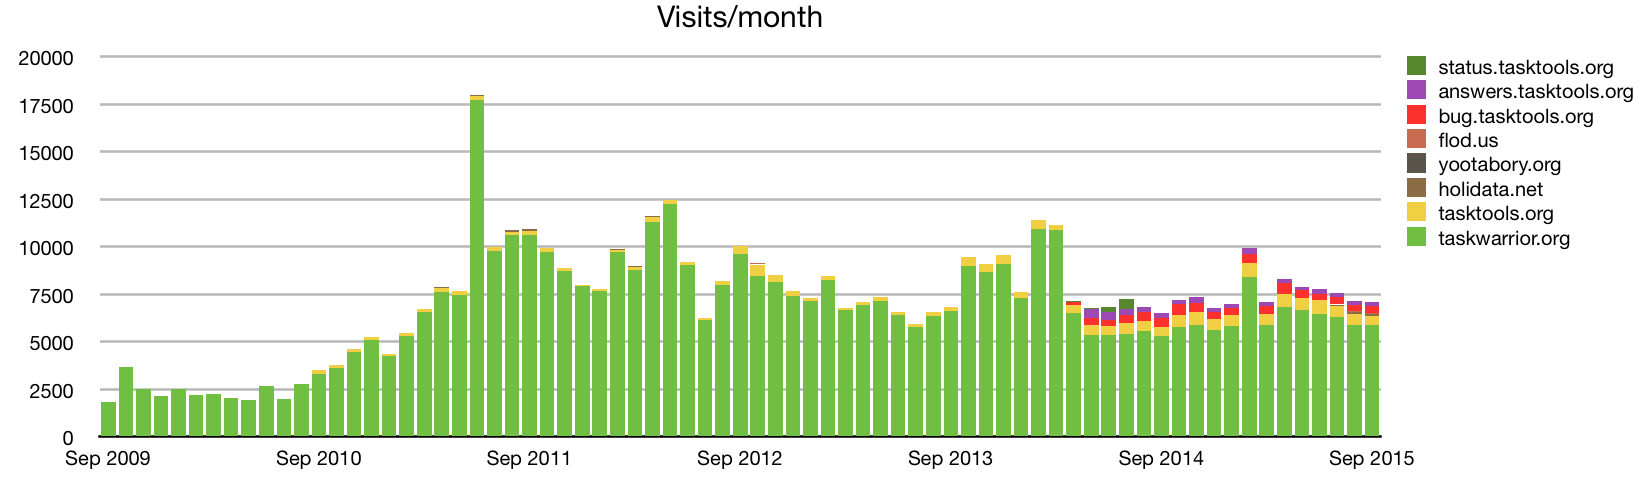 Visits/month
20000
17500
15000
12500
10000
7500
5000
2500
0
Sep 2009
Sep 2010
Sep 2011
Sep 2012
Sep 2013
Sep 2014
Sep 2015
status.tasktools.org
answers.tasktools.org
bug.tasktools.org
flod.us
yootabory.org
holidata.net
tasktools.org
taskwarrior.org